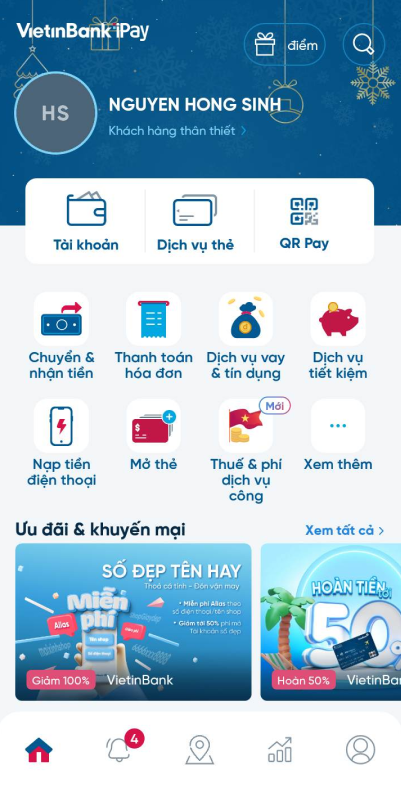 VietinBank iPay
điểm
HS
NGUYEN HONG SINH
Khách hàng thân thiết
Tài khoản
Dịch vụ thẻ
QR Pay
Chuyển &
nhận tiền
Thanh toán
hóa đơn
Dịch vụ vay
& tín dụng
Dịch vụ
tiết kiệm
Mới
Nạp tiền
điện thoại
Mở thẻ
Thuế & phí
dịch vụ
công
Xem thêm
Ưu đãi & khuyến mại
Xem tất cả
SỐ ĐẸP TÊN HAY
Thoả cá tính - Đón vận may
Miễn
phí
Alias
• Miễn phí Alias theo
số điện thoại/tên shop
• Giảm tới 50% phí mở
Tài khoản số đẹp
Giảm 100%
VietinBank
HOÀN TIỀN
tới
50
Hoàn 50%
VietinBa
4